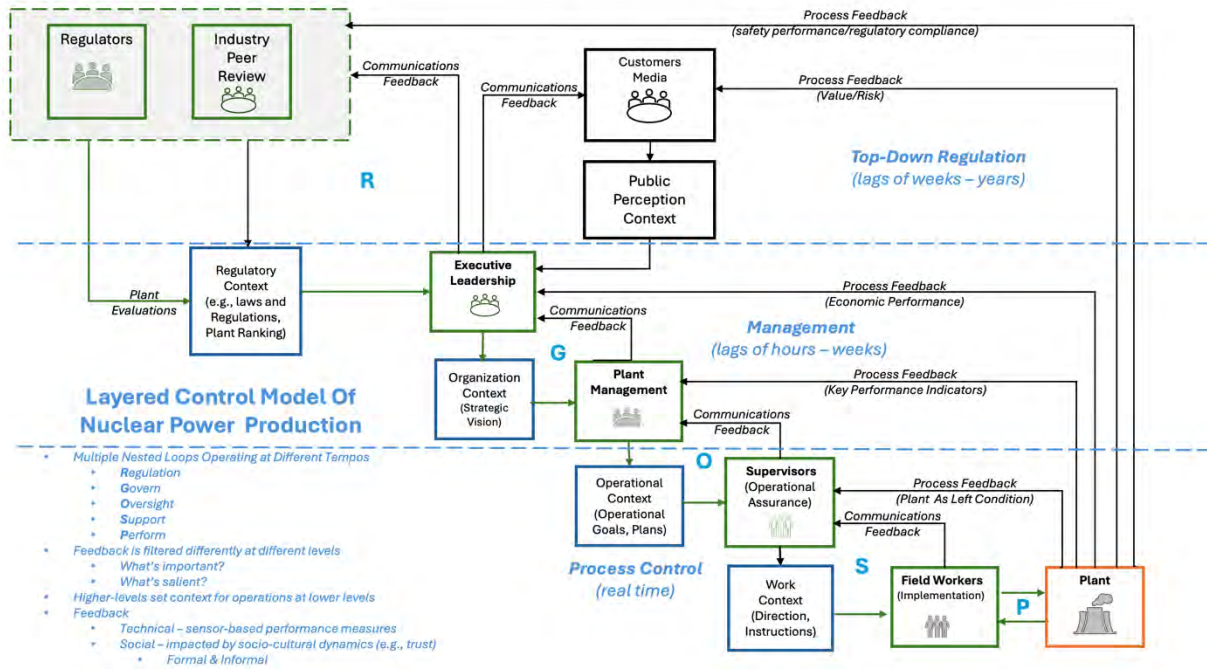 Regulators
Industry
Peer
Review
Communications
Feedback
Communications
Feedback
Customers
Media
Process Feedback
(safety performance/regulatory compliance)
Process Feedback
(Value/Risk)
R
Top-Down Regulation
(lags of weeks – years)
Public
Perception
Context
Plant
Evaluations
Regulatory
Context
(e.g., laws and
Regulations,
Plant Ranking)
Executive
Leadership
Process Feedback
(Economic Performance)
Communications
Feedback
Management
(lags of hours – weeks)
G
Organization
Context
(Strategic
Vision)
Plant
Management
Process Feedback
(Key Performance Indicators)
Communications
Feedback
Layered Control Model Of
Nuclear Power Production
• Multiple Nested Loops Operating at Different Tempos
Regulation
Govern
Oversight
Support
Perform
• Feedback is filtered differently at different levels
What's important?
What's salient?
• Higher-levels set context for operations at lower levels
• Feedback
Technical – sensor-based performance measures
Social – impacted by socio-cultural dynamics (e.g., trust)
• Formal & Informal
O
Operational
Context
(Operational
Goals, Plans)
Supervisors
(Operational
Assurance)
Process Feedback
(Plant As Left Condition)
Communications
Feedback
Process Control
(real time)
S
Work
Context
(Direction,
Instructions)
Field Workers
(Implementation)
P
Plant